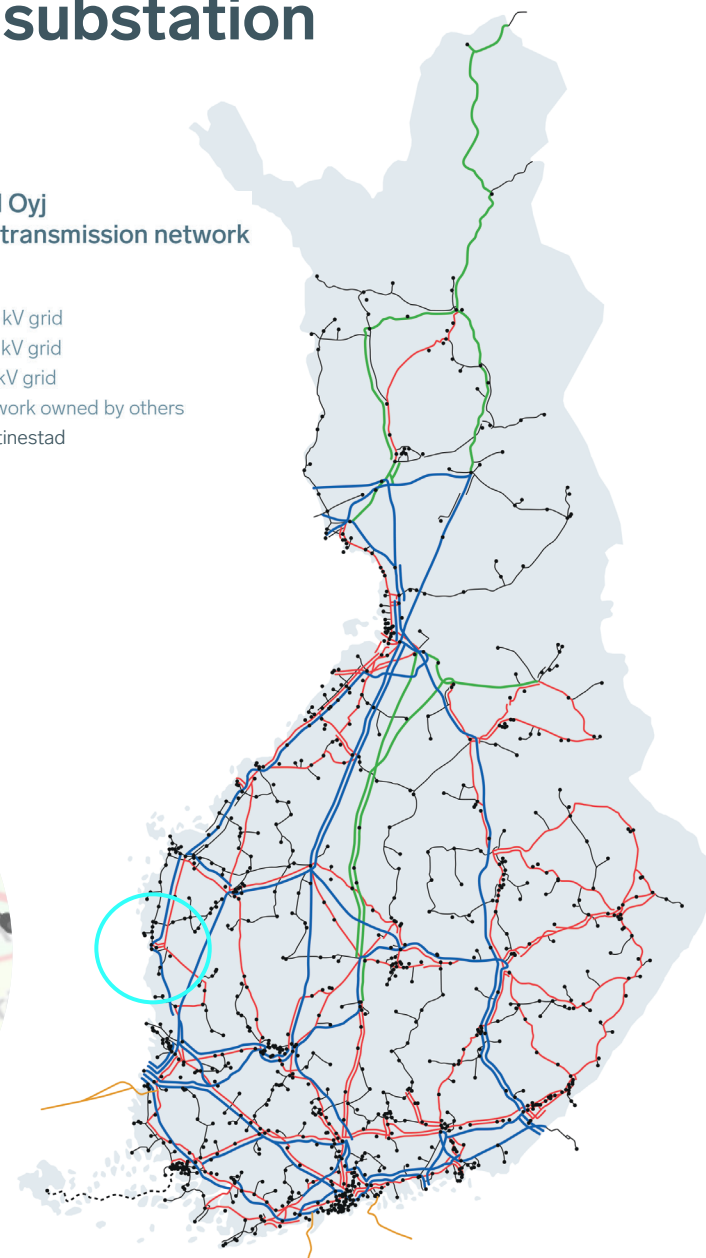 substation
Oyj
transmission network
kV grid
kV grid
kV grid
work owned by others
tinestad